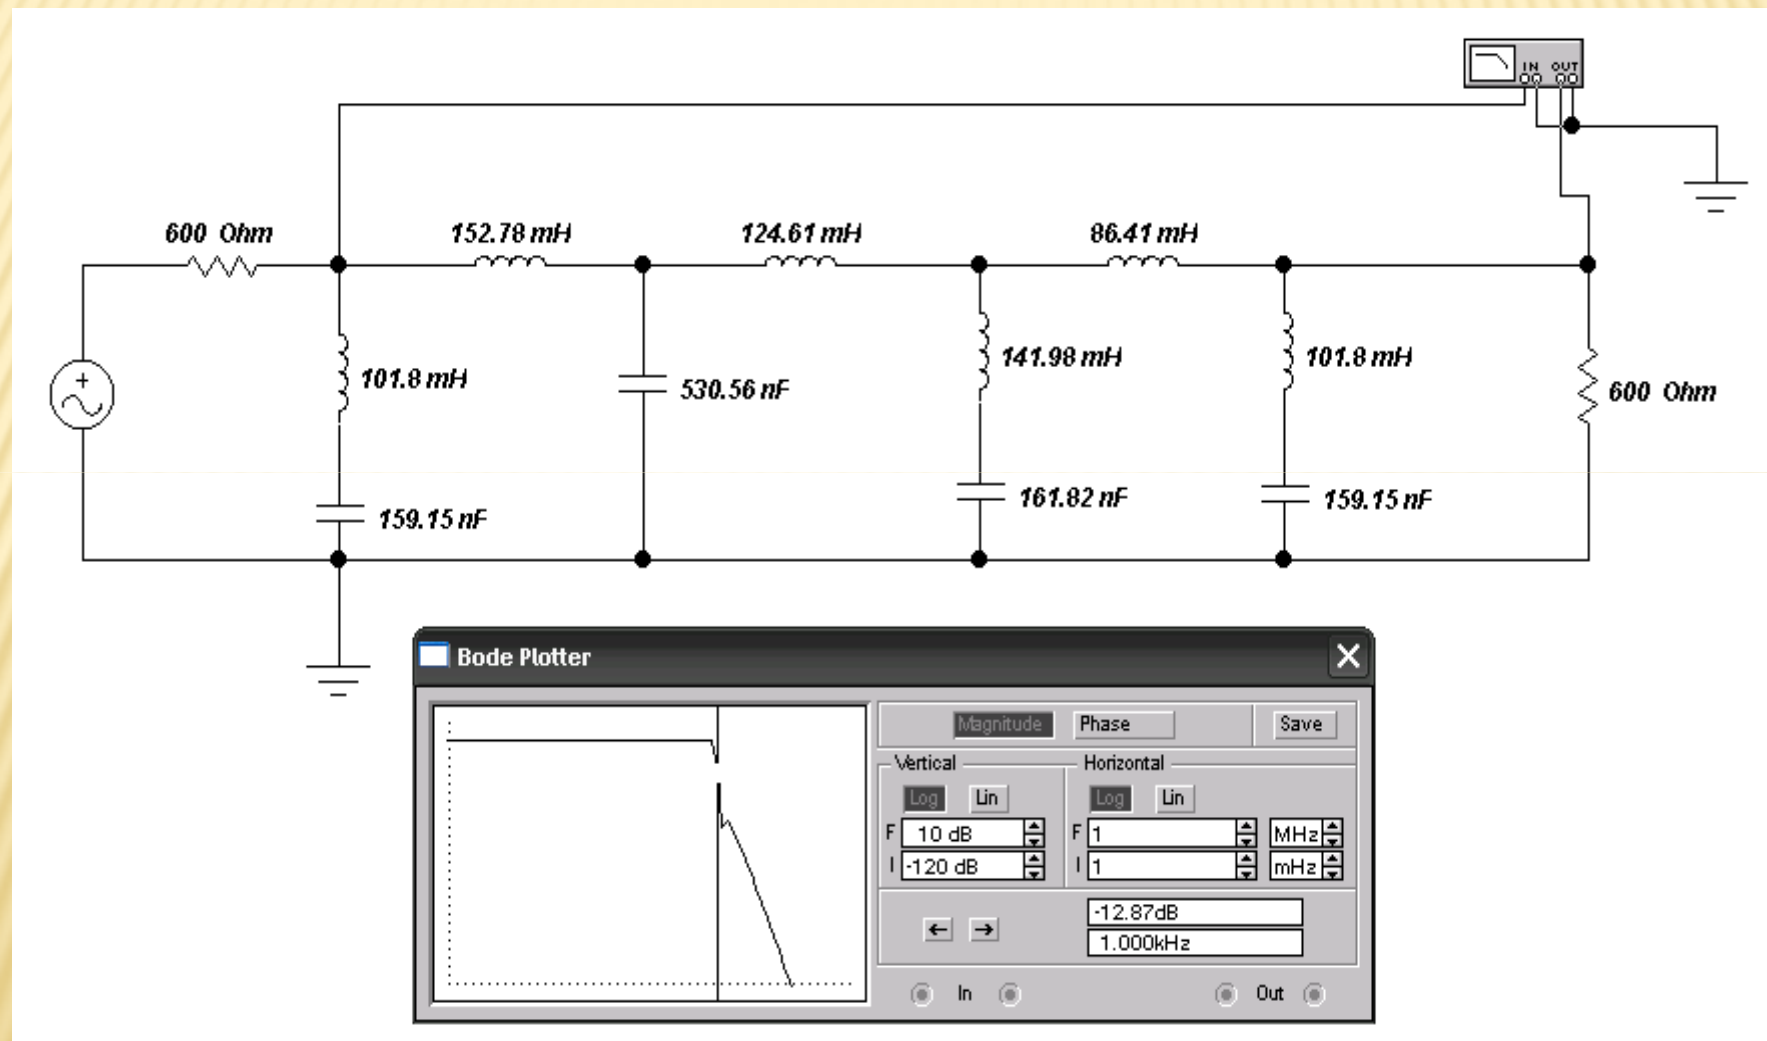 IN OUT
600 Ohm
152.78 mH
124.61 mH
86.41 mH
+
101.8 mH
530.56 nF
141.98 mH
101.8 mH
600 Ohm
159.15 nF
161.82 nF
159.15 nF
Bode Plotter
Magnitude Phase Save
Vertical Horizontal
Log Lin Log Lin
F 10 dB F 1 MHz
I -120 dB I 1 mHz
-12.87dB
1.000kHz
In Out